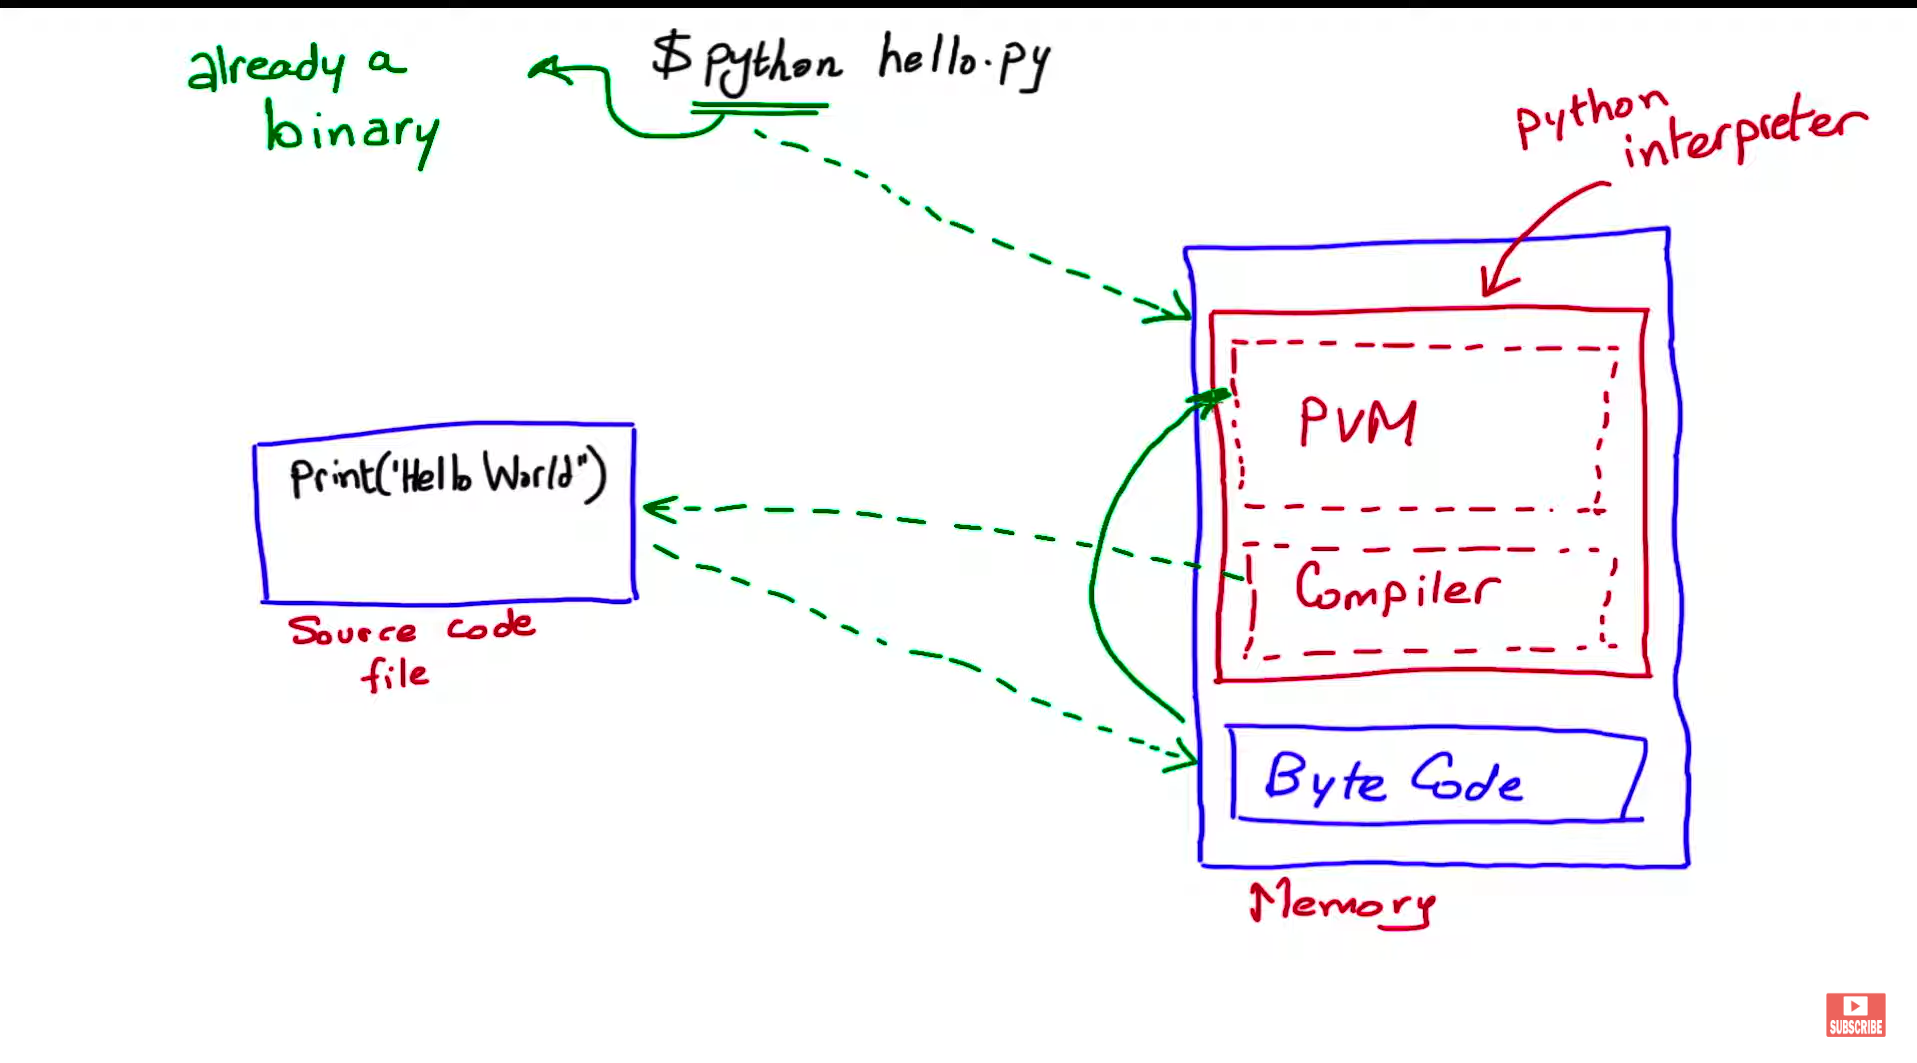 $python hello.py
already a
binary
python
interpreter
PVM
Print('Hello World")
Compiler
Source code
file
Byte Code
Memory
SUBSCRIBE